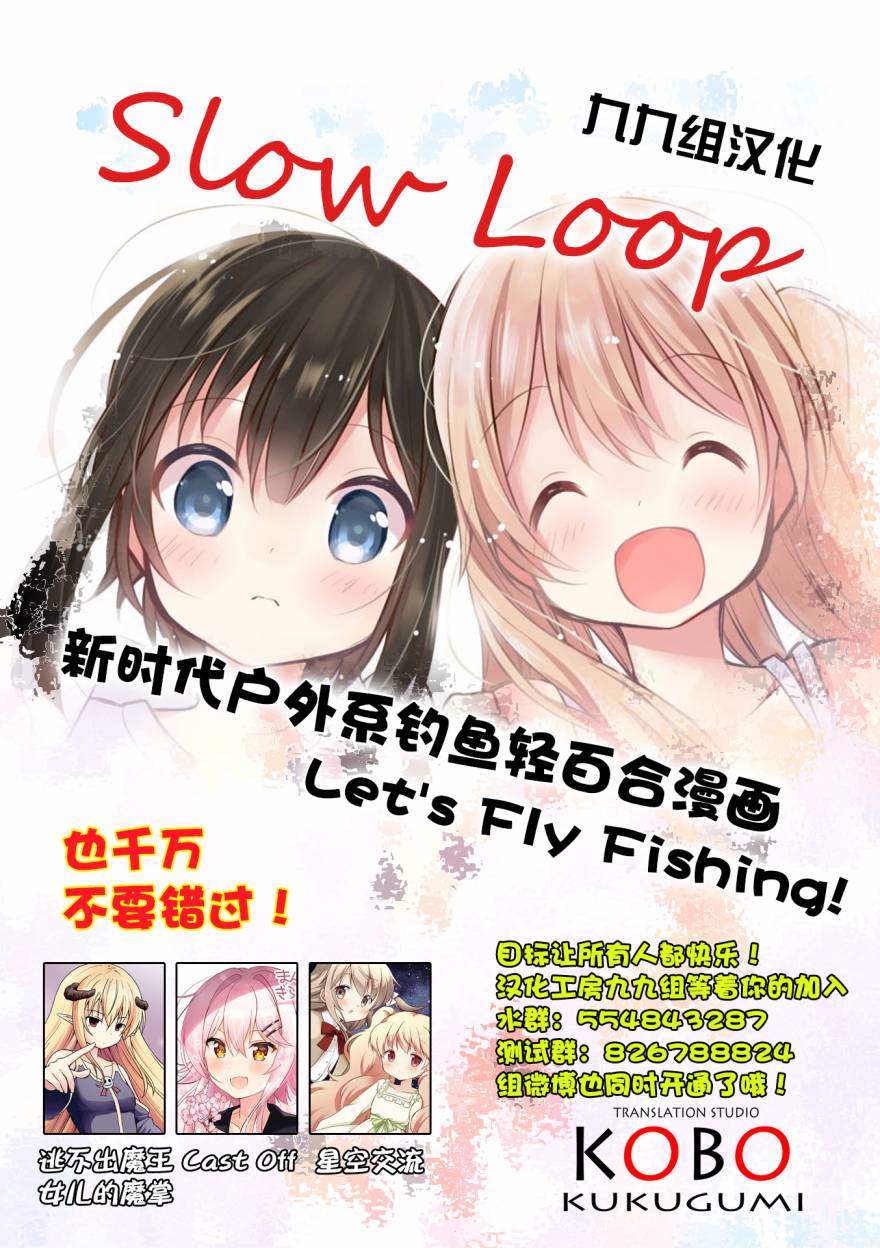 Slow Loop
九九组汉化
新时代户外系钓鱼轻百合漫画
Let's Fly Fishing!
也千万
不要错过！
まんきら
逃不出魔王
女儿的魔掌
Cast Off
星空交流
目标让所有人都快乐！
汉化工房九九组等着你的加入
水群：554843287
测试群：826788824
组微博也同时开通了哦！
TRANSLATION STUDIO
KOBO
KUKUGUMI